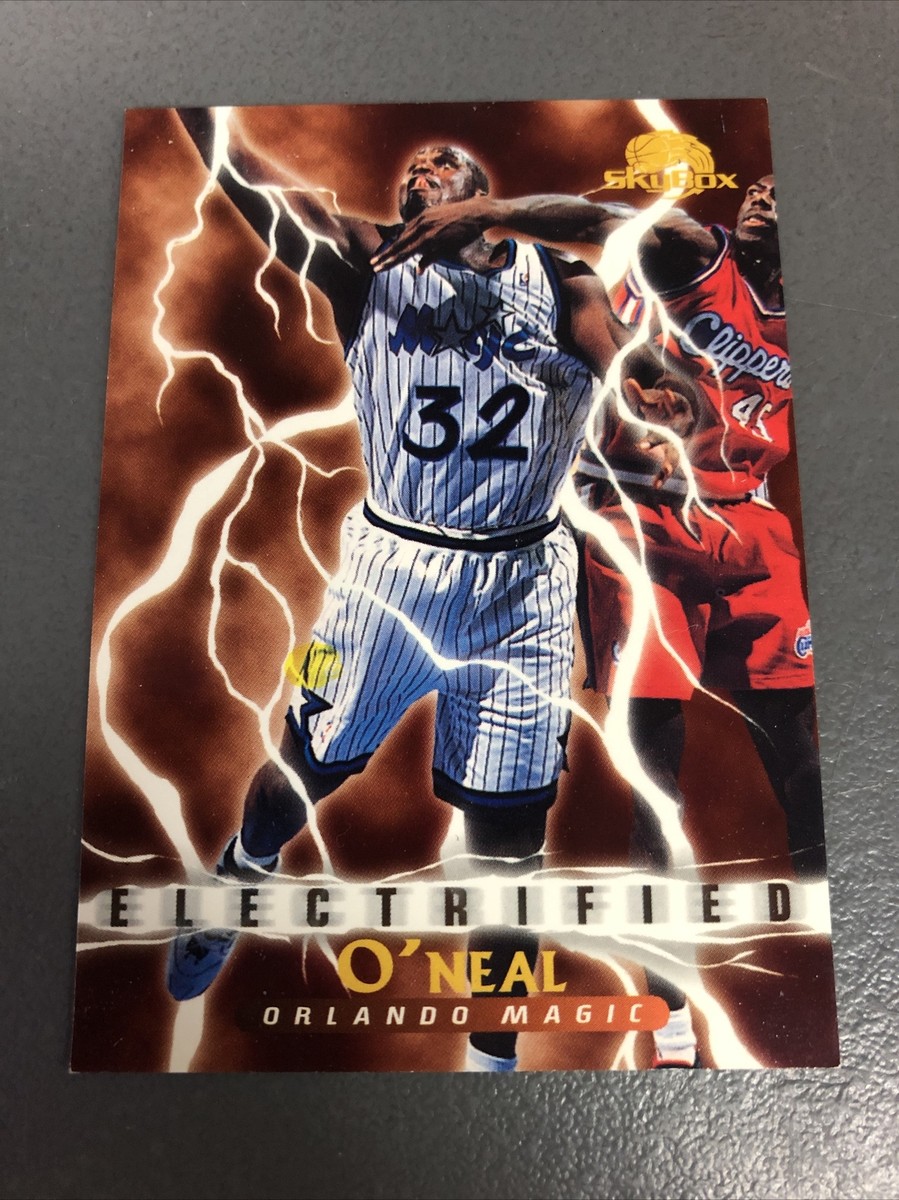 SkyBox
Magic
32
Clippers
ELECTRIFIED
O'NEAL
ORLANDO MAGIC